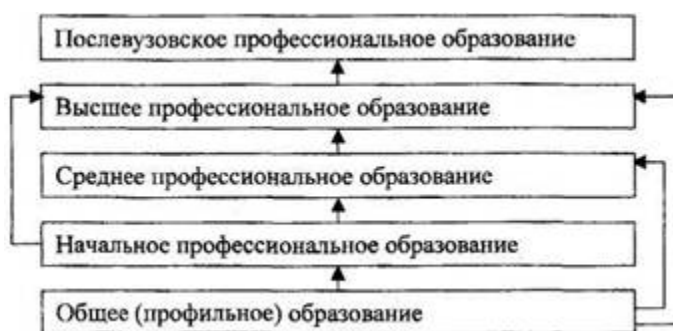 Послевузовское профессиональное образование
Высшее профессиональное образование
Среднее профессиональное образование
Начальное профессиональное образование
Общее (профильное) образование